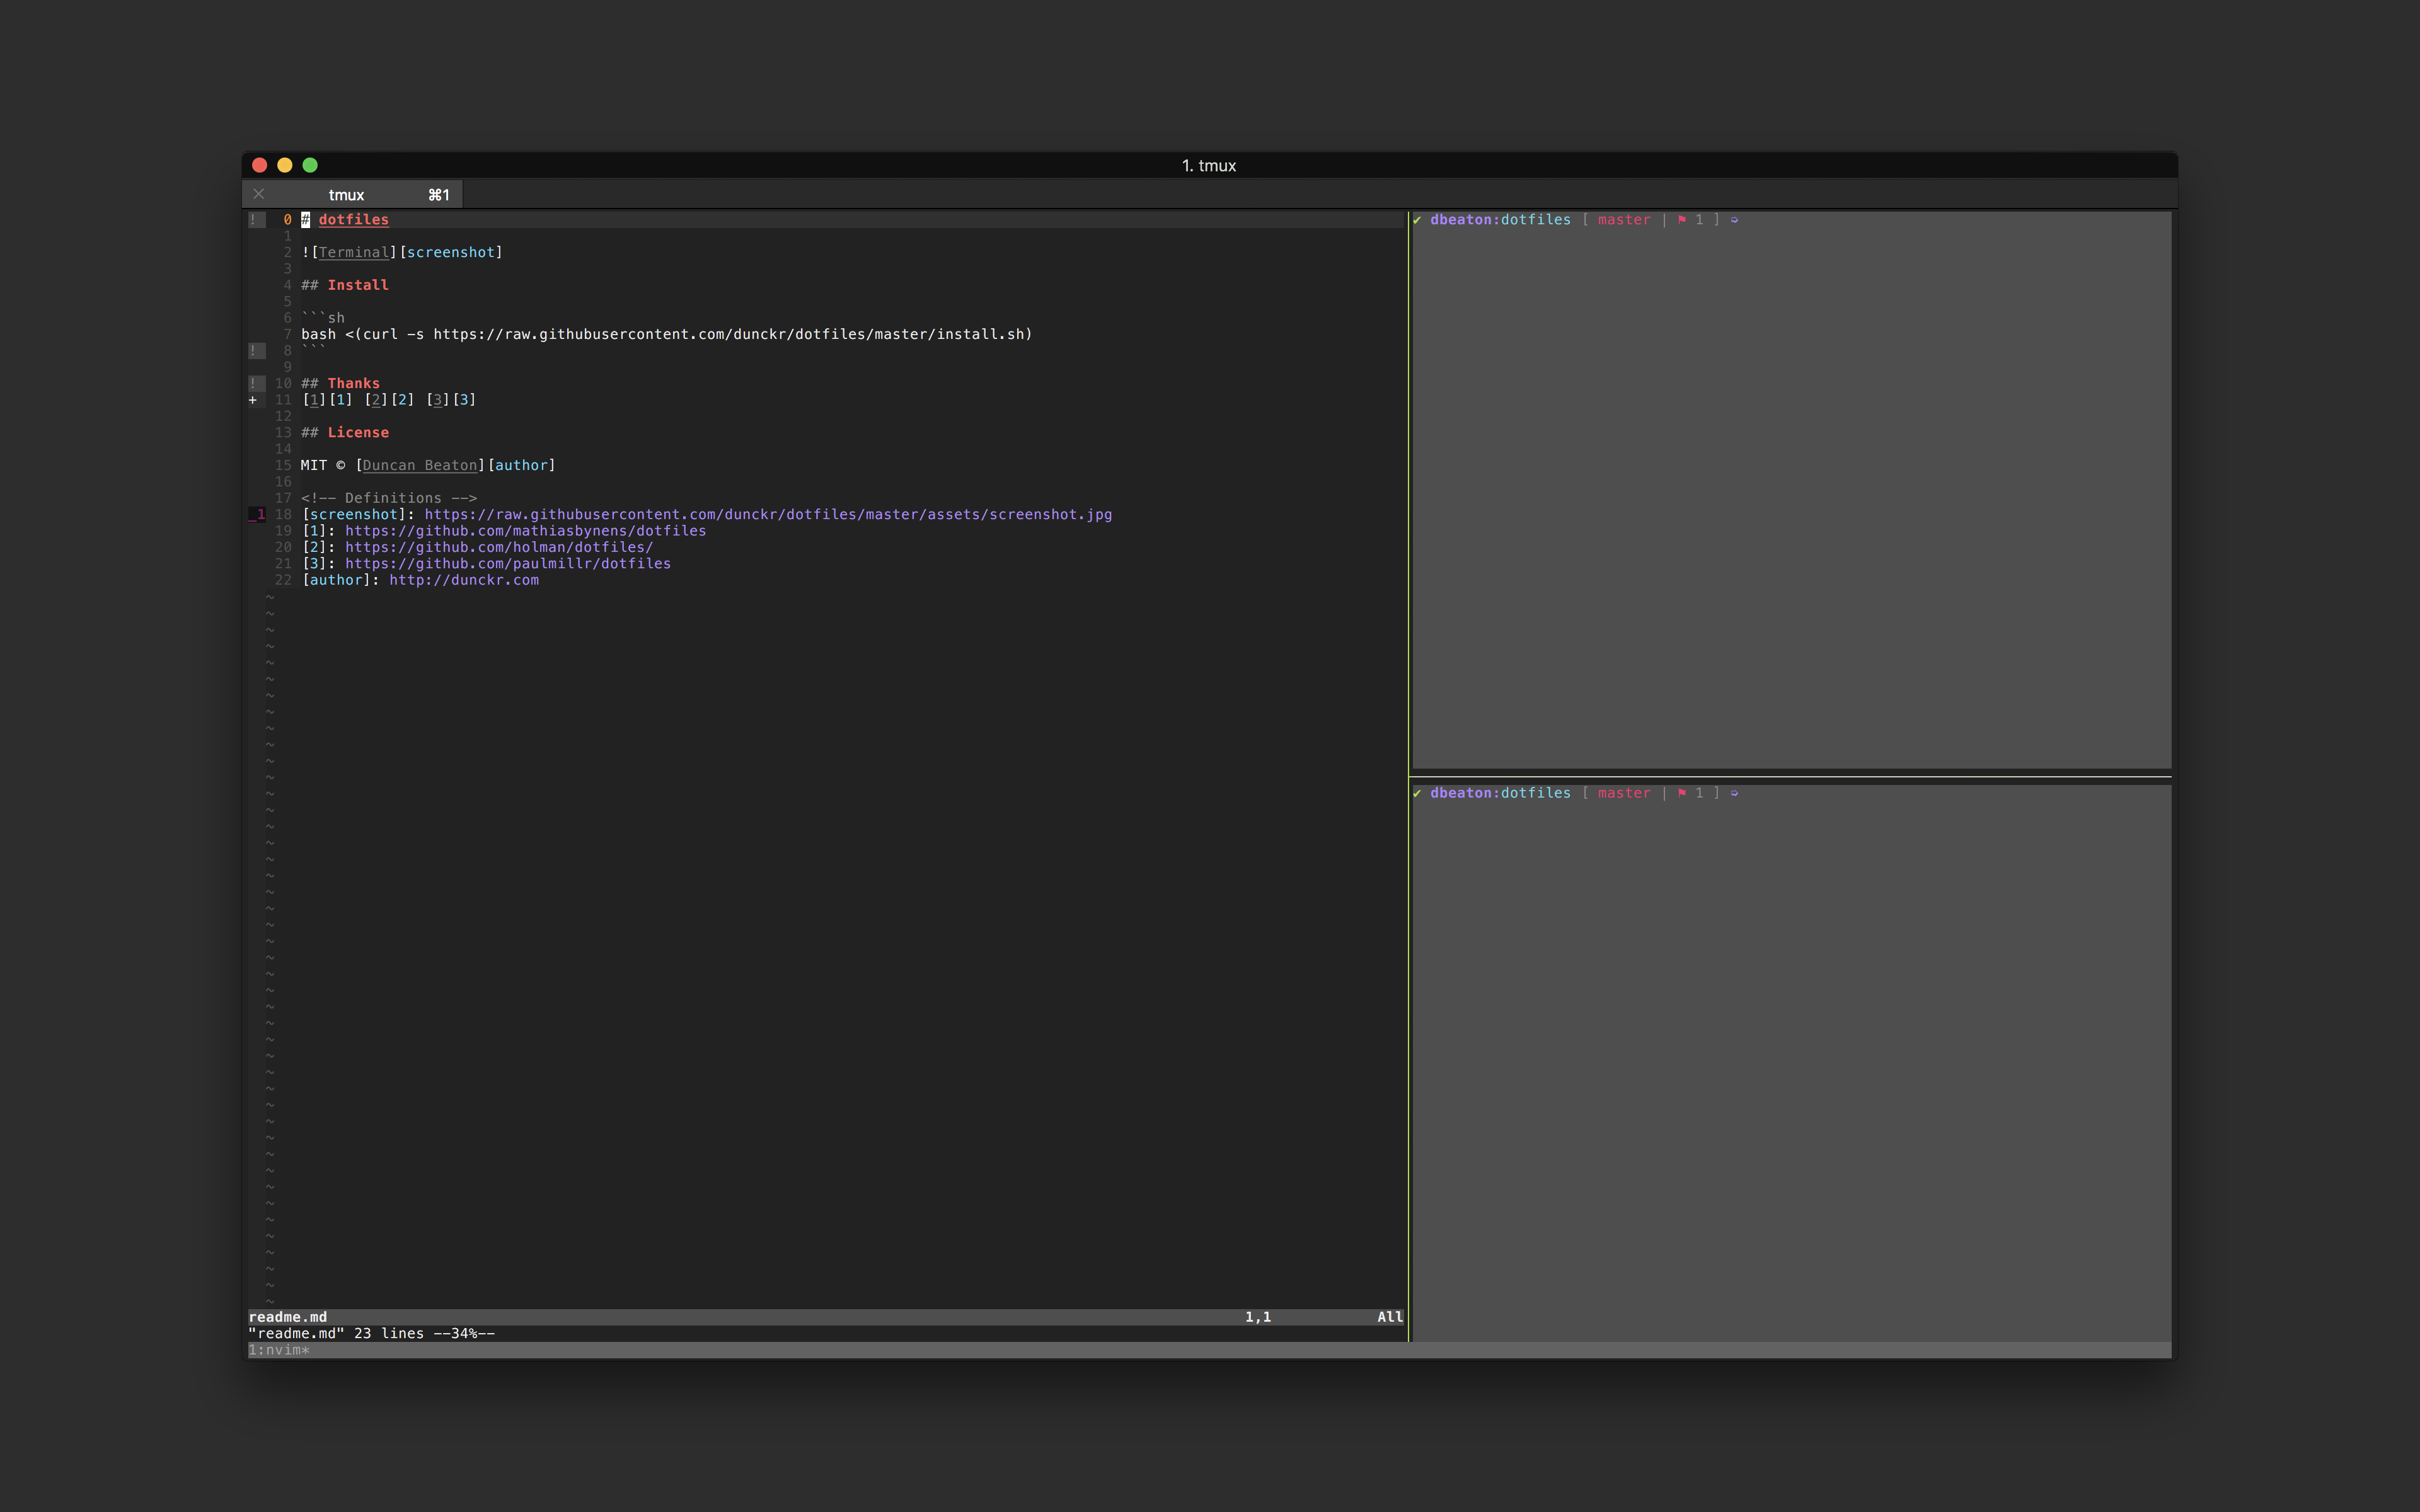 1. tmux
tmux ⌘1
! 0 # dotfiles
1
2 ![Terminal][screenshot]
3
4 ## Install
5
6 ```sh
7 bash <(curl -s https://raw.githubusercontent.com/dunckr/dotfiles/master/install.sh)
! 8 ```
9
! 10 ## Thanks
+ 11 [1][1] [2][2] [3][3]
12
13 ## License
14
15 MIT © [Duncan Beaton][author]
16
17 <!-- Definitions -->
_1 18 [screenshot]: https://raw.githubusercontent.com/dunckr/dotfiles/master/assets/screenshot.jpg
19 [1]: https://github.com/mathiasbynens/dotfiles
20 [2]: https://github.com/holman/dotfiles/
21 [3]: https://github.com/paulmillr/dotfiles
22 [author]: http://dunckr.com
readme.md 1,1 All
"readme.md" 23 lines --34%--
1:nvim*
✔ dbeaton:dotfiles [ master | ⚑ 1 ] ➭
✔ dbeaton:dotfiles [ master | ⚑ 1 ] ➭